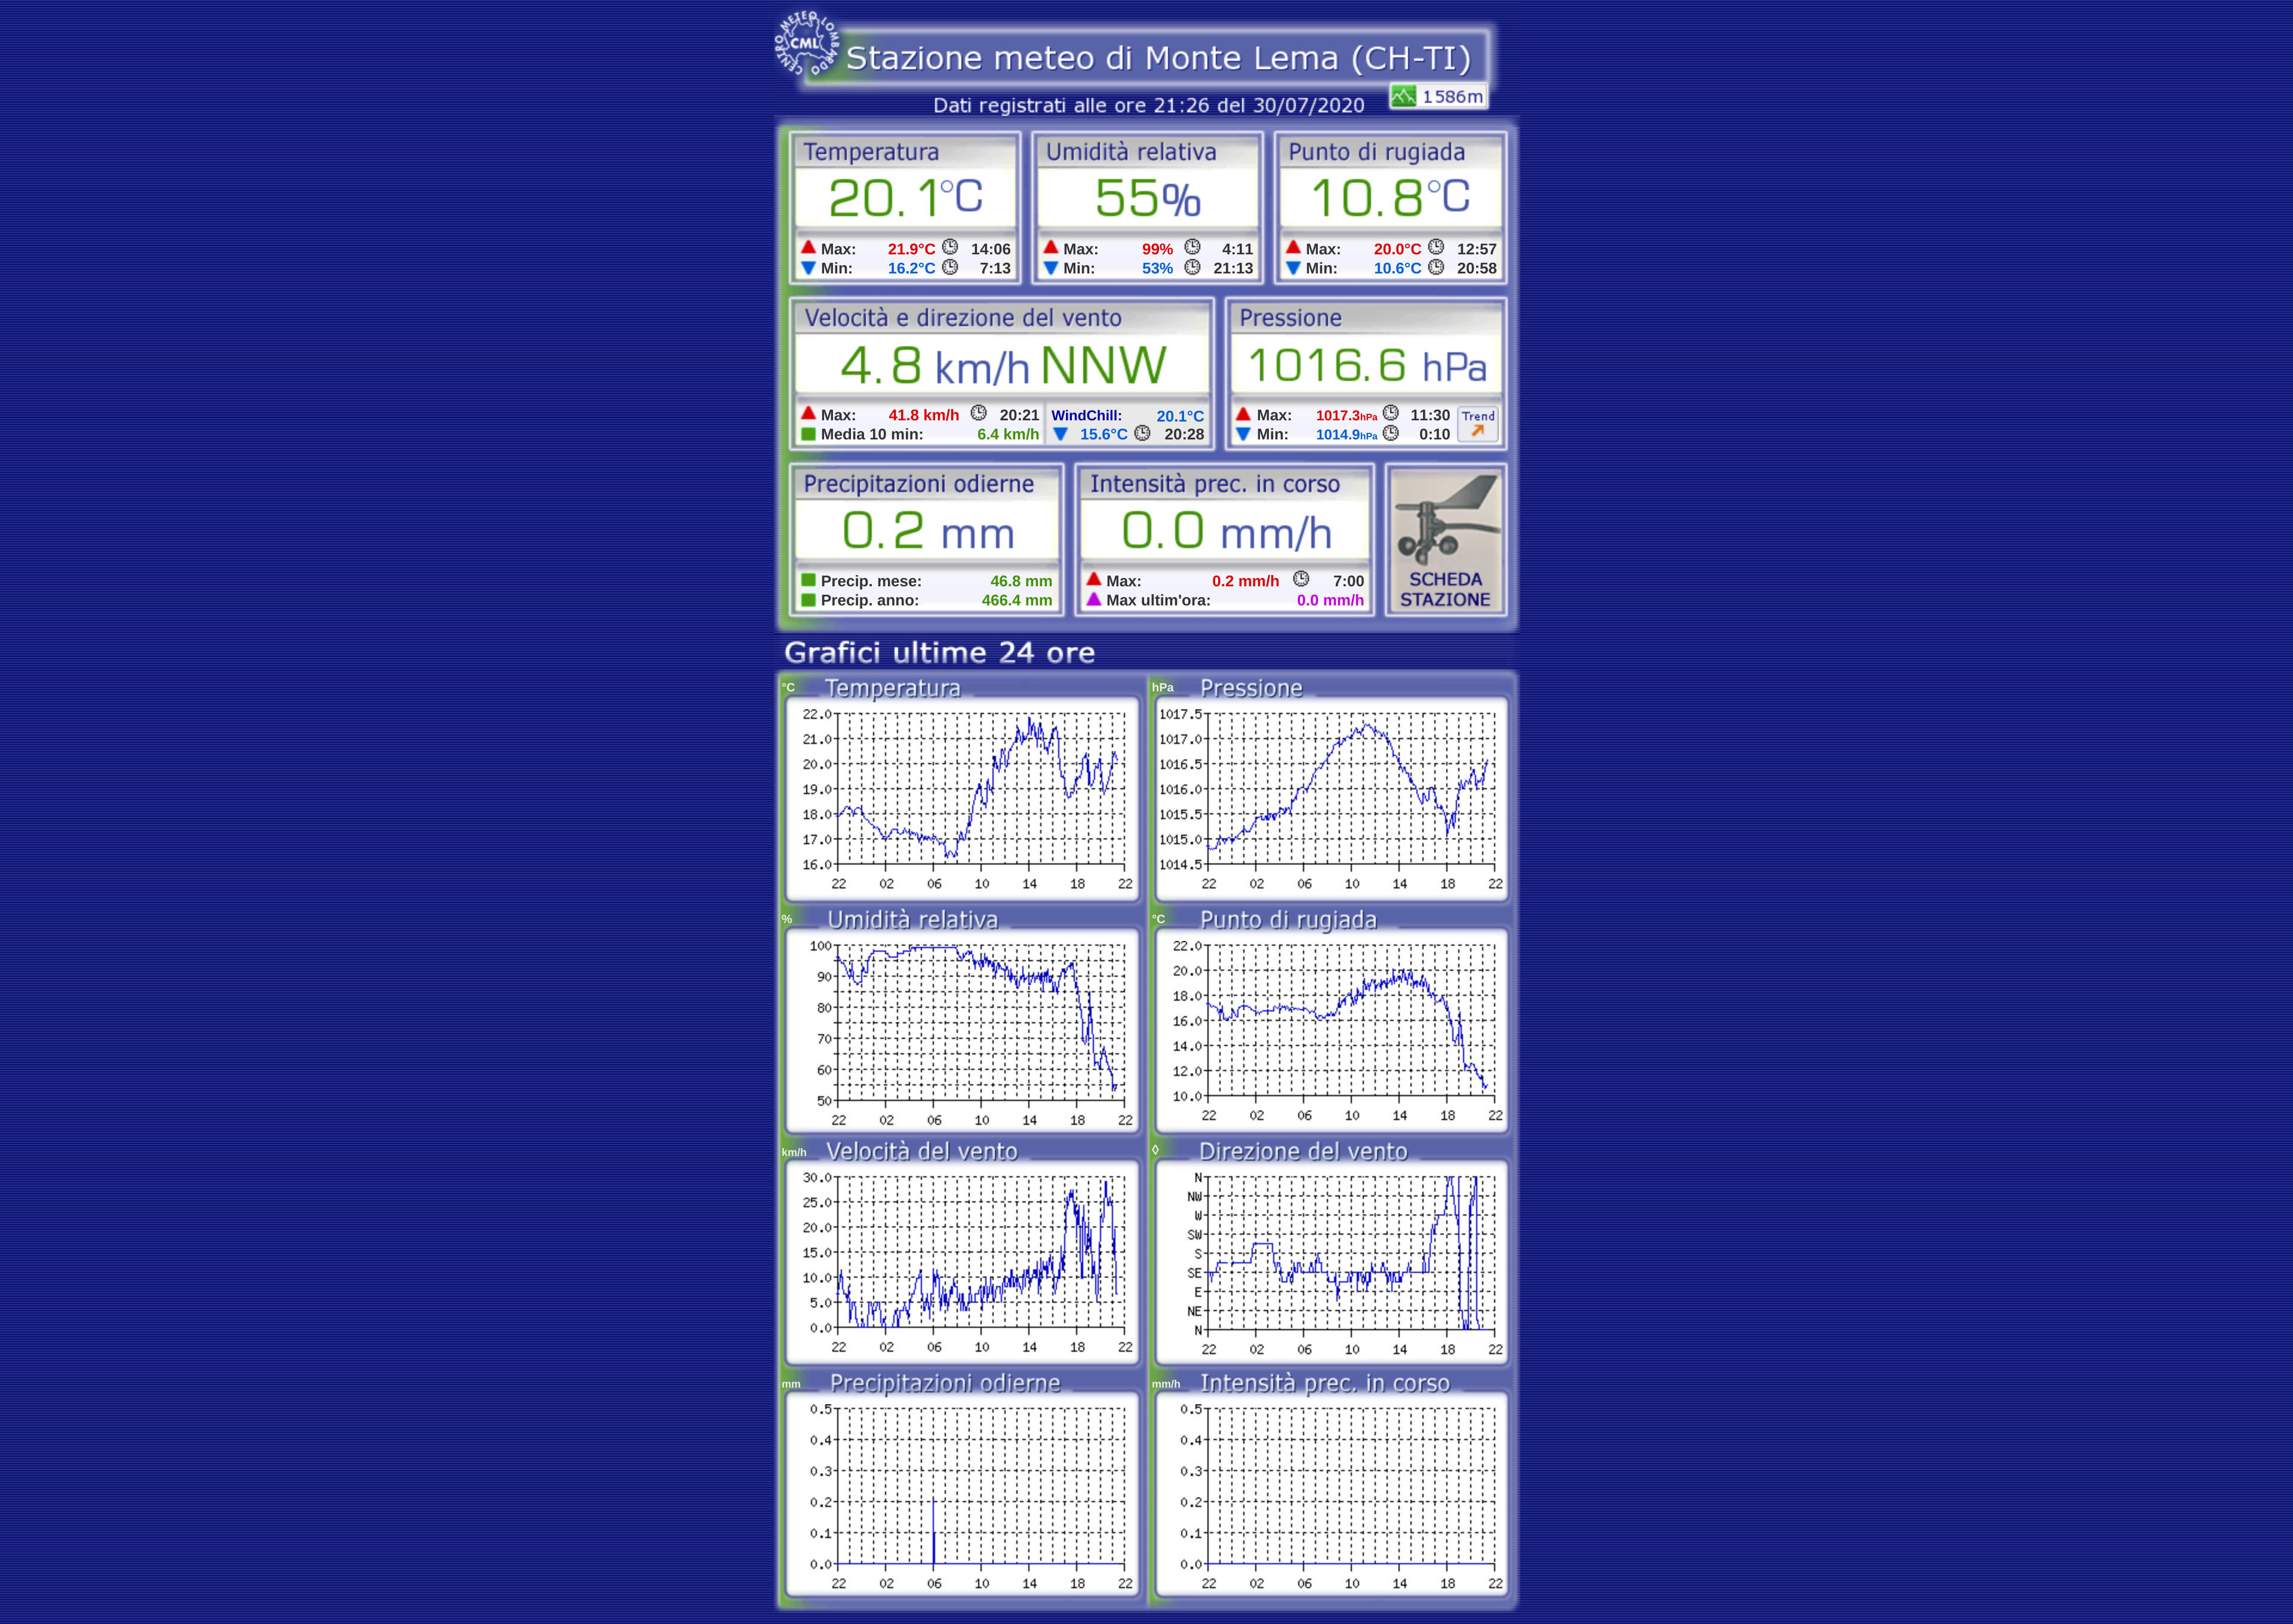 CENTRO METEO LOMBARDO
CML
Stazione meteo di Monte Lema (CH-TI)
1586m
Dati registrati alle ore 21:26 del 30/07/2020
Temperatura
20.1°C
Max: 21.9°C 14:06
Min: 16.2°C 7:13
Umidità relativa
55%
Max: 99% 4:11
Min: 53% 21:13
Punto di rugiada
10.8°C
Max: 20.0°C 12:57
Min: 10.6°C 20:58
Velocità e direzione del vento
4.8 km/h NNW
Max: 41.8 km/h 20:21
Media 10 min: 6.4 km/h
WindChill: 20.1°C
15.6°C 20:28
Pressione
1016.6 hPa
Max: 1017.3hPa 11:30
Min: 1014.9hPa 0:10
Trend
Precipitazioni odierne
0.2 mm
Precip. mese: 46.8 mm
Precip. anno: 466.4 mm
Intensità prec. in corso
0.0 mm/h
Max: 0.2 mm/h 7:00
Max ultim'ora: 0.0 mm/h
SCHEDA
STAZIONE
Grafici ultime 24 ore
°C Temperatura
22.0
21.0
20.0
19.0
18.0
17.0
16.0
22 02 06 10 14 18 22
hPa Pressione
1017.5
1017.0
1016.5
1016.0
1015.5
1015.0
1014.5
22 02 06 10 14 18 22
% Umidità relativa
100
90
80
70
60
50
22 02 06 10 14 18 22
°C Punto di rugiada
22.0
20.0
18.0
16.0
14.0
12.0
10.0
22 02 06 10 14 18 22
km/h Velocità del vento
30.0
25.0
20.0
15.0
10.0
5.0
0.0
22 02 06 10 14 18 22
◊ Direzione del vento
N
NW
W
SW
S
SE
E
NE
N
22 02 06 10 14 18 22
mm Precipitazioni odierne
0.5
0.4
0.3
0.2
0.1
0.0
22 02 06 10 14 18 22
mm/h Intensità prec. in corso
0.5
0.4
0.3
0.2
0.1
0.0
22 02 06 10 14 18 22